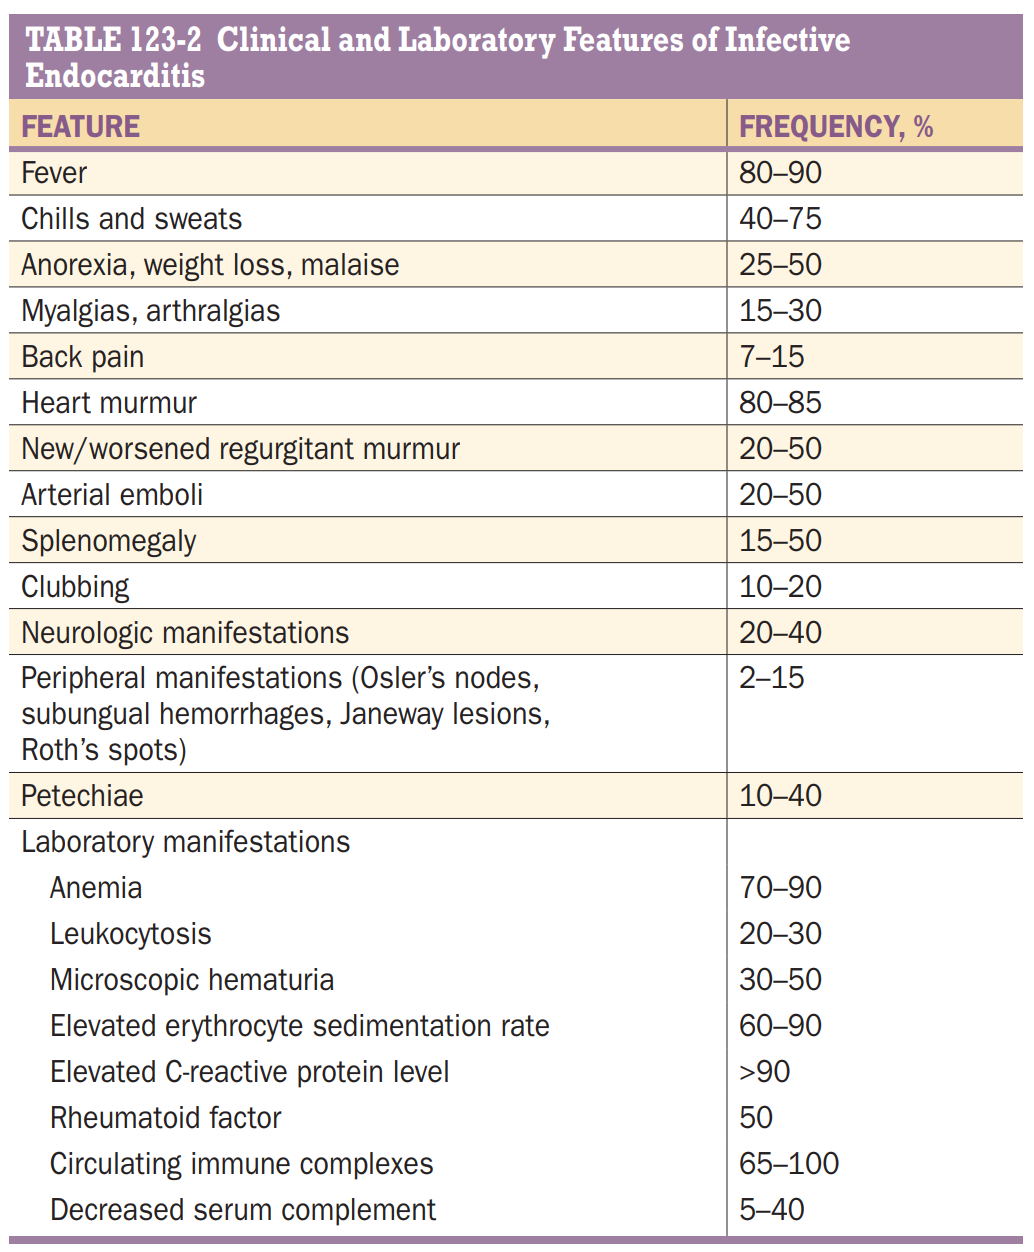 TABLE 123-2 Clinical and Laboratory Features of Infective
Endocarditis
FEATURE FREQUENCY, %
Fever 80–90
Chills and sweats 40–75
Anorexia, weight loss, malaise 25–50
Myalgias, arthralgias 15–30
Back pain 7–15
Heart murmur 80–85
New/worsened regurgitant murmur 20–50
Arterial emboli 20–50
Splenomegaly 15–50
Clubbing 10–20
Neurologic manifestations 20–40
Peripheral manifestations (Osler’s nodes, 2–15
subungual hemorrhages, Janeway lesions,
Roth’s spots)
Petechiae 10–40
Laboratory manifestations
Anemia 70–90
Leukocytosis 20–30
Microscopic hematuria 30–50
Elevated erythrocyte sedimentation rate 60–90
Elevated C-reactive protein level >90
Rheumatoid factor 50
Circulating immune complexes 65–100
Decreased serum complement 5–40